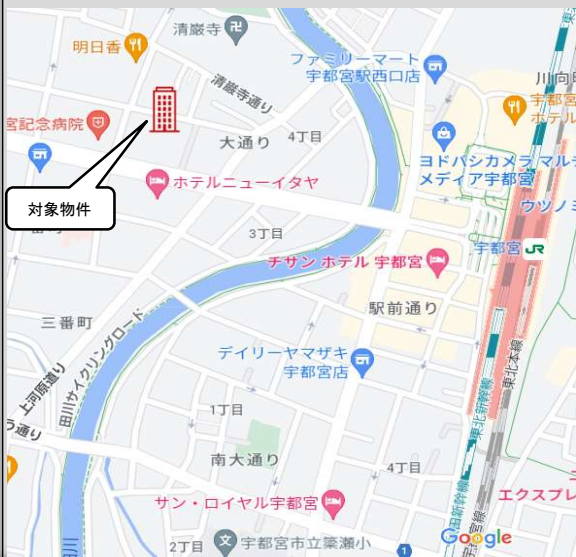 清巌寺
明日香
ファミリーマート
宇都宮駅西口店
川向町
清巌寺通り
宇都宮
ホテル
宮記念病院
大通り
4丁目
ヨドバシカメラ マルチ
メディア宇都宮
ホテルニューイタヤ
対象物件
ウツノミ
3丁目
宇都宮
JR
チサン ホテル 宇都宮
駅前通り
三番町
田川サイクリングロード
上河原通り
デイリーヤマザキ
宇都宮店
東北本線
東北新幹線
1丁目
う通り
南大通り
4丁目
エクスプレ
サン・ロイヤル宇都宮
田川
2丁目
宇都宮市立簗瀬小
Google
1